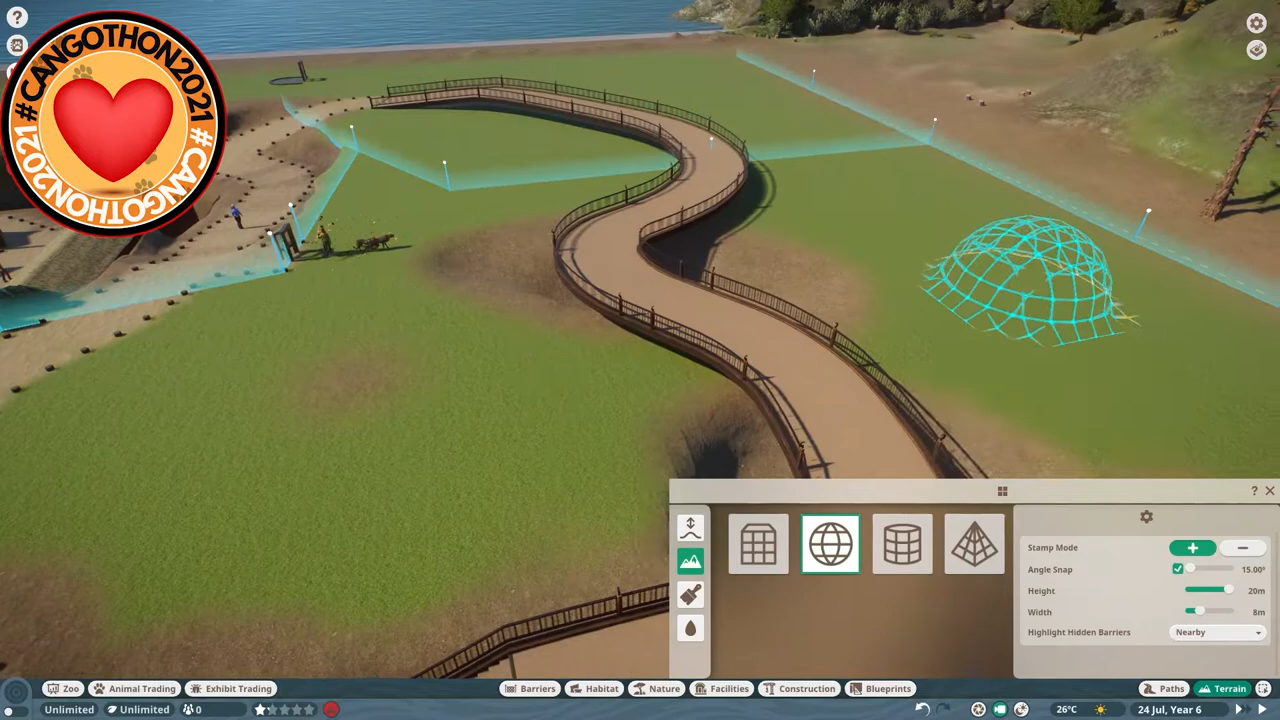 ?
#CANGOTHON2021
#CANGOTHON2021
?
Stamp Mode
Angle Snap 15.00°
Height 20m
Width 8m
Highlight Hidden Barriers Nearby
Zoo Animal Trading Exhibit Trading Barriers Habitat Nature Facilities Construction Blueprints Paths Terrain
Unlimited Unlimited 0 26°C 24 Jul, Year 6